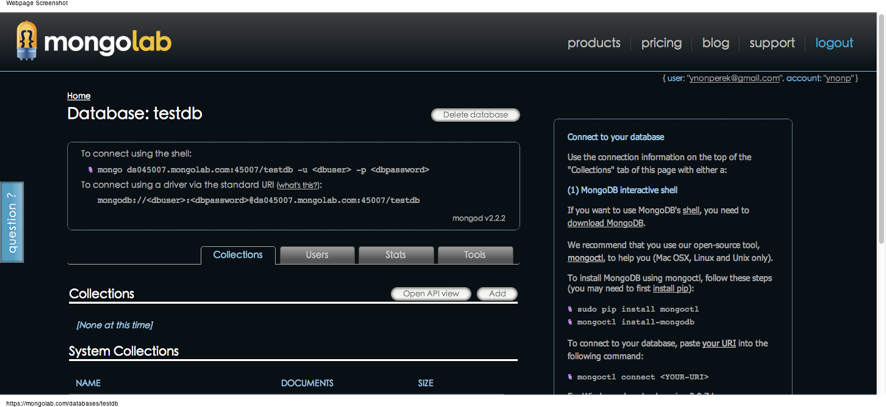 Webpage Screenshot
mongolab
products
pricing
blog
support
logout
{ user: "ynonperek@gmail.com", account: "ynonp" }
Home
Database: testdb
Delete database
To connect using the shell:
% mongo ds045007.mongolab.com:45007/testdb -u <dbuser> -p <dbpassword>
To connect using a driver via the standard URI (what's this?):
mongodb://<dbuser>:<dbpassword>@ds045007.mongolab.com:45007/testdb
mongod v2.2.2
question ?
Collections
Users
Stats
Tools
Collections
Open API view
Add
[None at this time]
System Collections
NAME
DOCUMENTS
SIZE
Connect to your database
Use the connection information on the top of the
"Collections" tab of this page with either a:
(1) MongoDB interactive shell
If you want to use MongoDB's shell, you need to
download MongoDB.
We recommend that you use our open-source tool,
mongoctl, to help you (Mac OSX, Linux and Unix only).
To install MongoDB using mongoctl, follow these steps
(you may need to first install pip):
% sudo pip install mongoctl
% mongoctl install-mongodb
To connect to your database, paste your URI into the
following command:
% mongoctl connect <YOUR-URI>
https://mongolab.com/databases/testdb